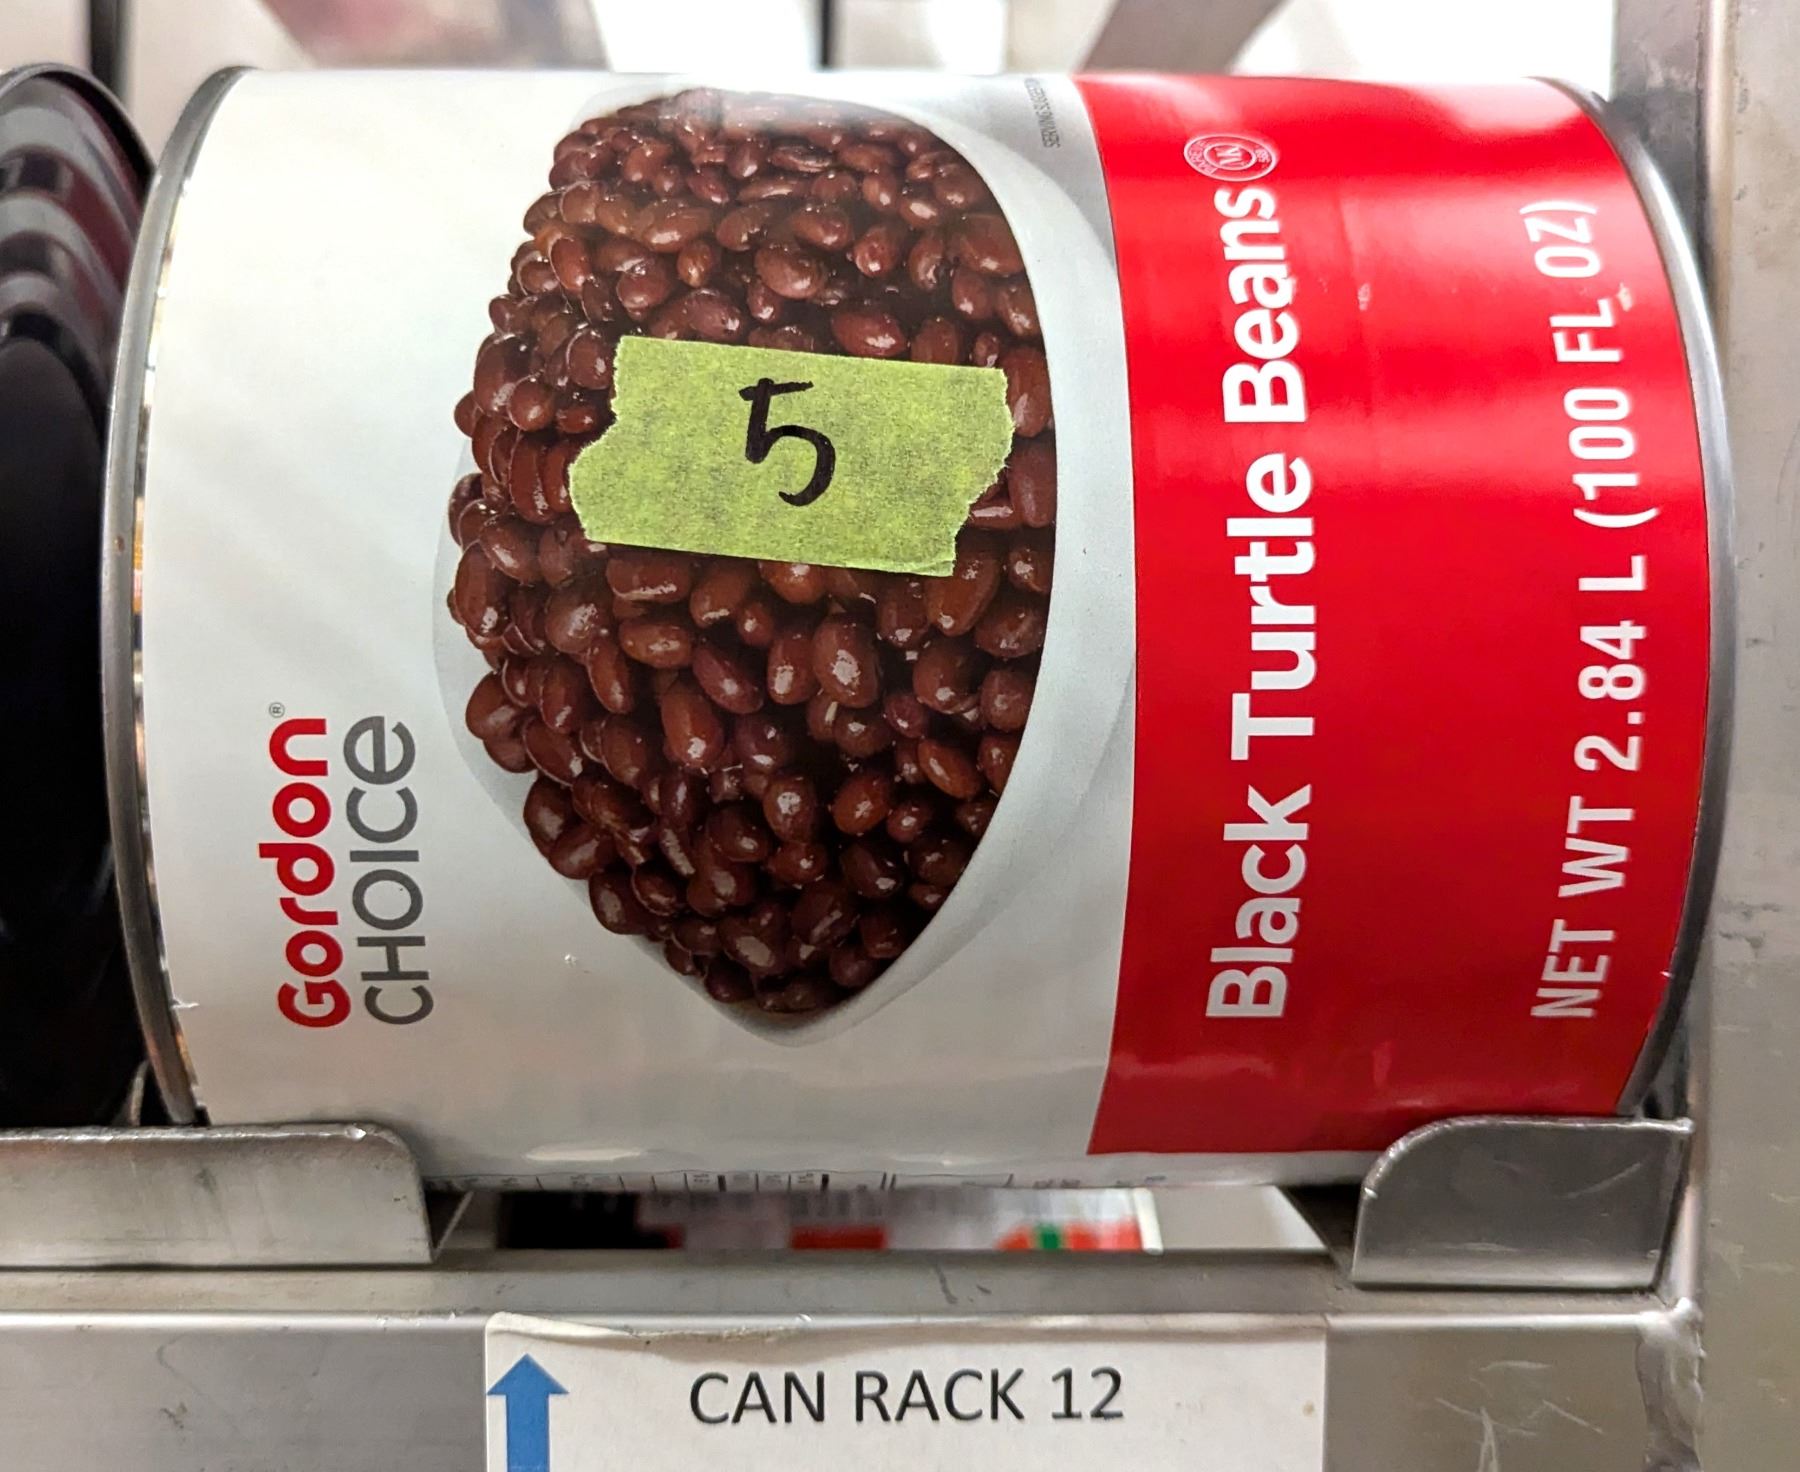 Gordon®
CHOICE
5
Black Turtle Beans
NET WT 2.84 L (100 FL OZ)
CAN RACK 12